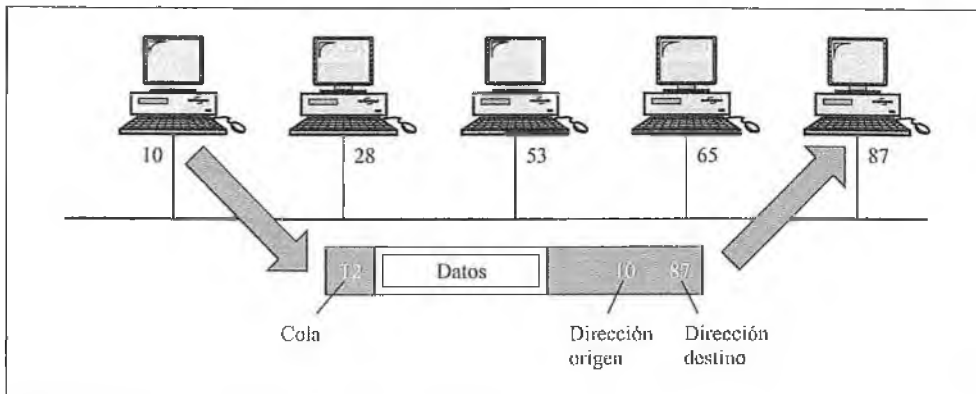 10
28
53
65
87
T2
Datos
10
87
Cola
Dirección origen
Dirección destino